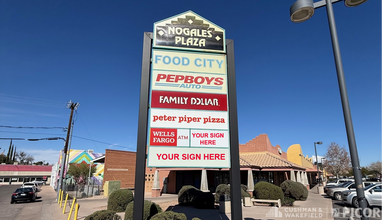 NOGALES
PLAZA
FOOD CITY
PEPBOYS
AUTO
FAMILY DOLLAR
peter piper pizza
WELLS
FARGO
ATM
YOUR SIGN
HERE
YOUR SIGN HERE
CUSHMAN &
WAKEFIELD
PICOR